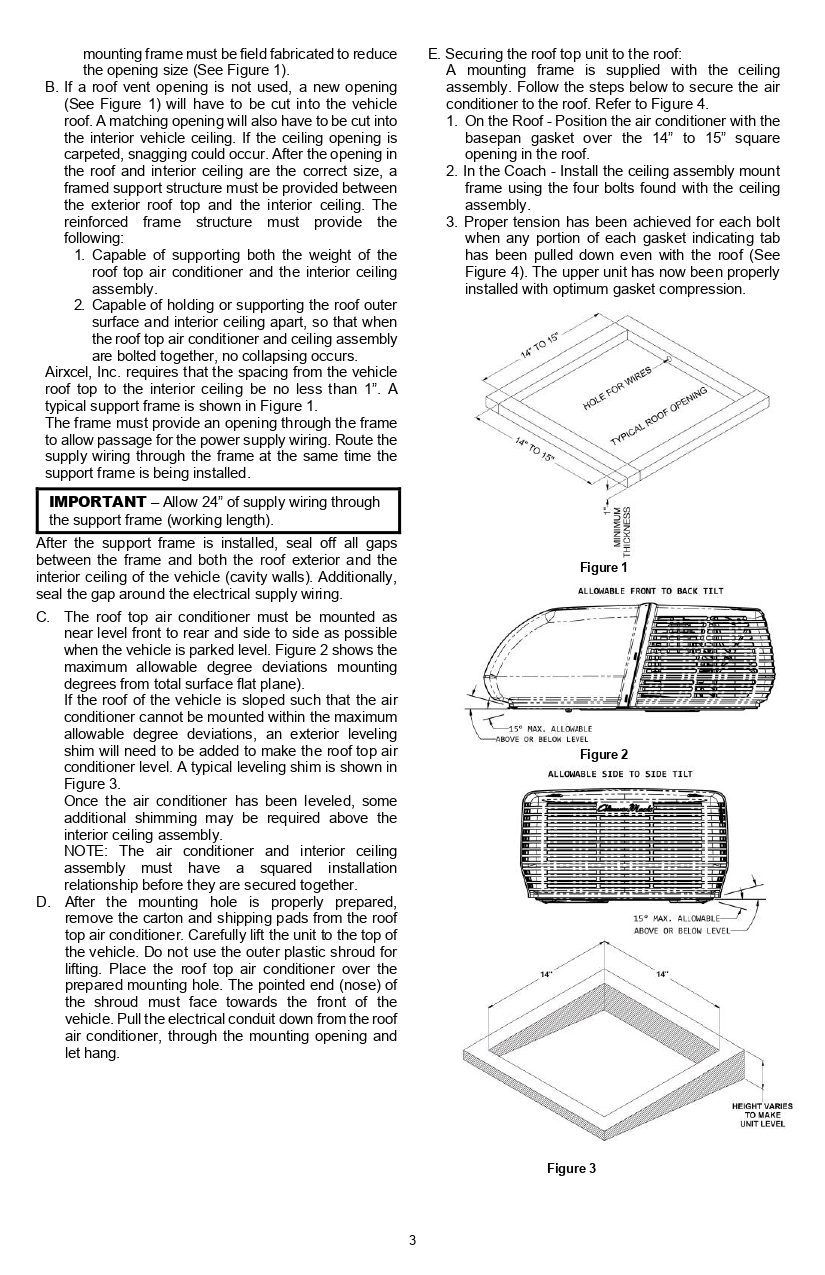 mounting frame must be field fabricated to reduce
the opening size (See Figure 1).
B. If a roof vent opening is not used, a new opening
(See Figure 1) will have to be cut into the vehicle
roof. A matching opening will also have to be cut into
the interior vehicle ceiling. If the ceiling opening is
carpeted, snagging could occur. After the opening in
the roof and interior ceiling are the correct size, a
framed support structure must be provided between
the exterior roof top and the interior ceiling. The
reinforced frame structure must provide the
following:
1. Capable of supporting both the weight of the
roof top air conditioner and the interior ceiling
assembly.
2. Capable of holding or supporting the roof outer
surface and interior ceiling apart, so that when
the roof top air conditioner and ceiling assembly
are bolted together, no collapsing occurs.
Airxcel, Inc. requires that the spacing from the vehicle
roof top to the interior ceiling be no less than 1”. A
typical support frame is shown in Figure 1.
The frame must provide an opening through the frame
to allow passage for the power supply wiring. Route the
supply wiring through the frame at the same time the
support frame is being installed.
IMPORTANT – Allow 24” of supply wiring through
the support frame (working length).
After the support frame is installed, seal off all gaps
between the frame and both the roof exterior and the
interior ceiling of the vehicle (cavity walls). Additionally,
seal the gap around the electrical supply wiring.
C. The roof top air conditioner must be mounted as
near level front to rear and side to side as possible
when the vehicle is parked level. Figure 2 shows the
maximum allowable degree deviations mounting
degrees from total surface flat plane).
If the roof of the vehicle is sloped such that the air
conditioner cannot be mounted within the maximum
allowable degree deviations, an exterior leveling
shim will need to be added to make the roof top air
conditioner level. A typical leveling shim is shown in
Figure 3.
Once the air conditioner has been leveled, some
additional shimming may be required above the
interior ceiling assembly.
NOTE: The air conditioner and interior ceiling
assembly must have a squared installation
relationship before they are secured together.
D. After the mounting hole is properly prepared,
remove the carton and shipping pads from the roof
top air conditioner. Carefully lift the unit to the top of
the vehicle. Do not use the outer plastic shroud for
lifting. Place the roof top air conditioner over the
prepared mounting hole. The pointed end (nose) of
the shroud must face towards the front of the
vehicle. Pull the electrical conduit down from the roof
air conditioner, through the mounting opening and
let hang.
E. Securing the roof top unit to the roof:
A mounting frame is supplied with the ceiling
assembly. Follow the steps below to secure the air
conditioner to the roof. Refer to Figure 4.
1. On the Roof - Position the air conditioner with the
basepan gasket over the 14” to 15” square
opening in the roof.
2. In the Coach - Install the ceiling assembly mount
frame using the four bolts found with the ceiling
assembly.
3. Proper tension has been achieved for each bolt
when any portion of each gasket indicating tab
has been pulled down even with the roof (See
Figure 4). The upper unit has now been properly
installed with optimum gasket compression.
14" TO 15"
HOLE FOR WIRES
TYPICAL ROOF OPENING
14" TO 15"
1"
MINIMUM
THICKNESS
Figure 1
ALLOWABLE FRONT TO BACK TILT
15° MAX. ALLOWABLE
ABOVE OR BELOW LEVEL
Figure 2
ALLOWABLE SIDE TO SIDE TILT
Coleman-Mach
15° MAX. ALLOWABLE
ABOVE OR BELOW LEVEL
14"
14"
HEIGHT VARIES
TO MAKE
UNIT LEVEL
Figure 3
3